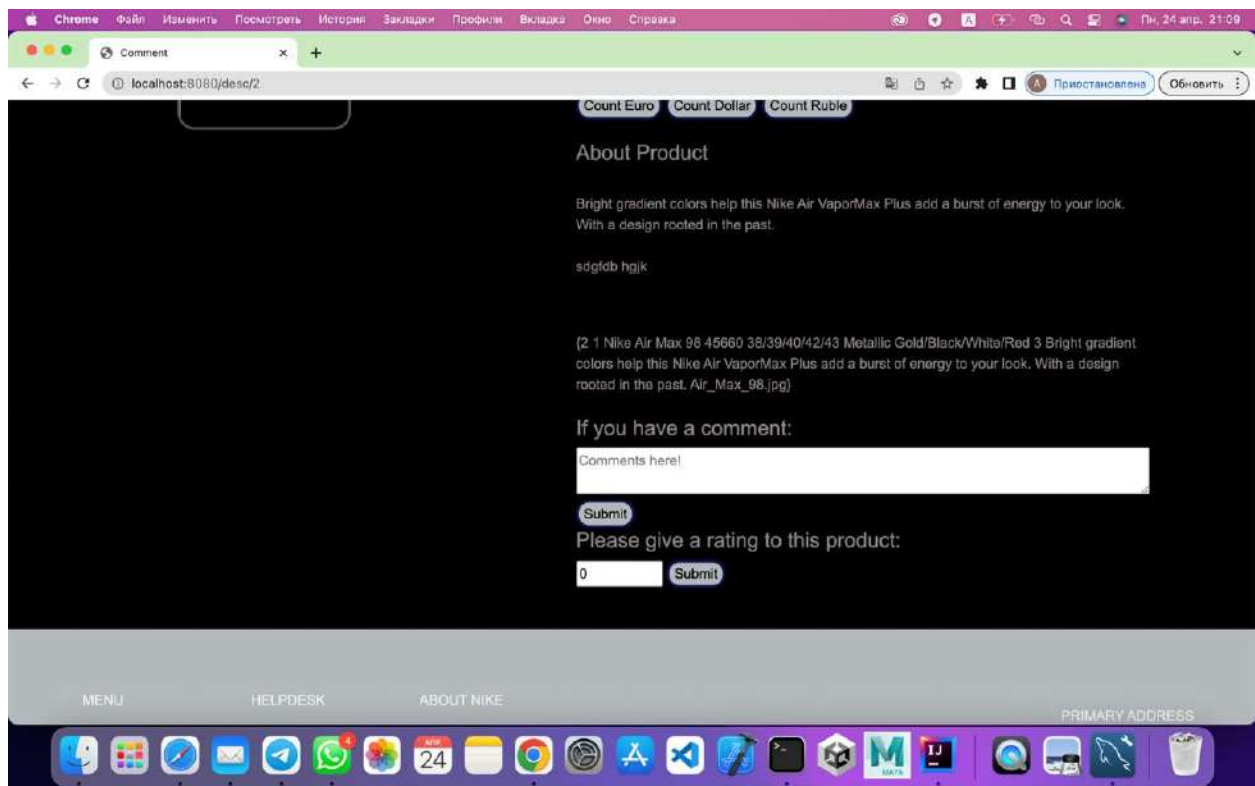 Chrome Файл Изменить Посмотреть История Закладки Профили Вкладка Окно Справка A Пн, 24 апр. 21:09
Comment
localhost:8080/desc/2 A Приостановлена Обновить
Count Euro Count Dollar Count Ruble
About Product
Bright gradient colors help this Nike Air VaporMax Plus add a burst of energy to your look.
With a design rooted in the past.
sdgfdb hgjk
{2 1 Nike Air Max 98 45660 38/39/40/42/43 Metallic Gold/Black/White/Red 3 Bright gradient
colors help this Nike Air VaporMax Plus add a burst of energy to your look. With a design
rooted in the past. Air_Max_98.jpg}
If you have a comment:
Comments here!
Submit
Please give a rating to this product:
0 Submit
MENU HELPDESK ABOUT NIKE
PRIMARY ADDRESS
4
АПР.
24
M
MAYA
IJ